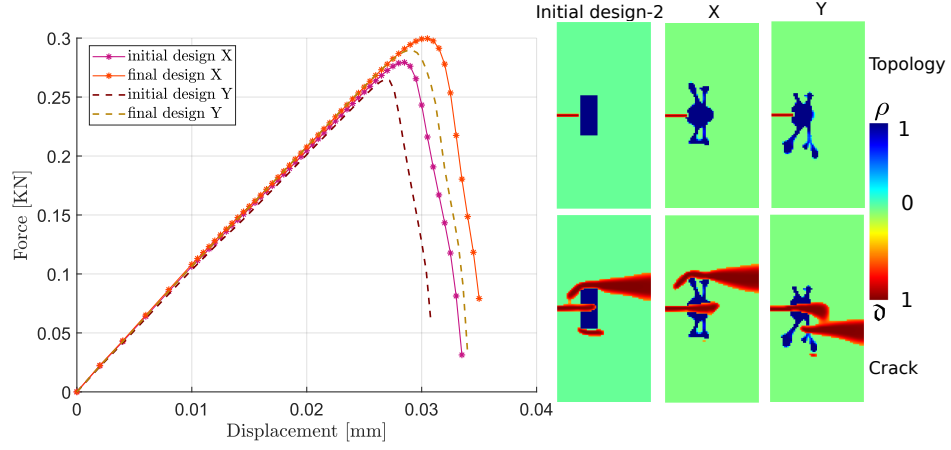 Initial design-2
X
Y
0.3
0.25
0.2
0.15
0.1
0.05
0
initial design X
final design X
initial design Y
final design Y
Force [KN]
0
0.01
0.02
0.03
0.04
Displacement [mm]
Topology
ρ
1
0
1
𝔡
Crack